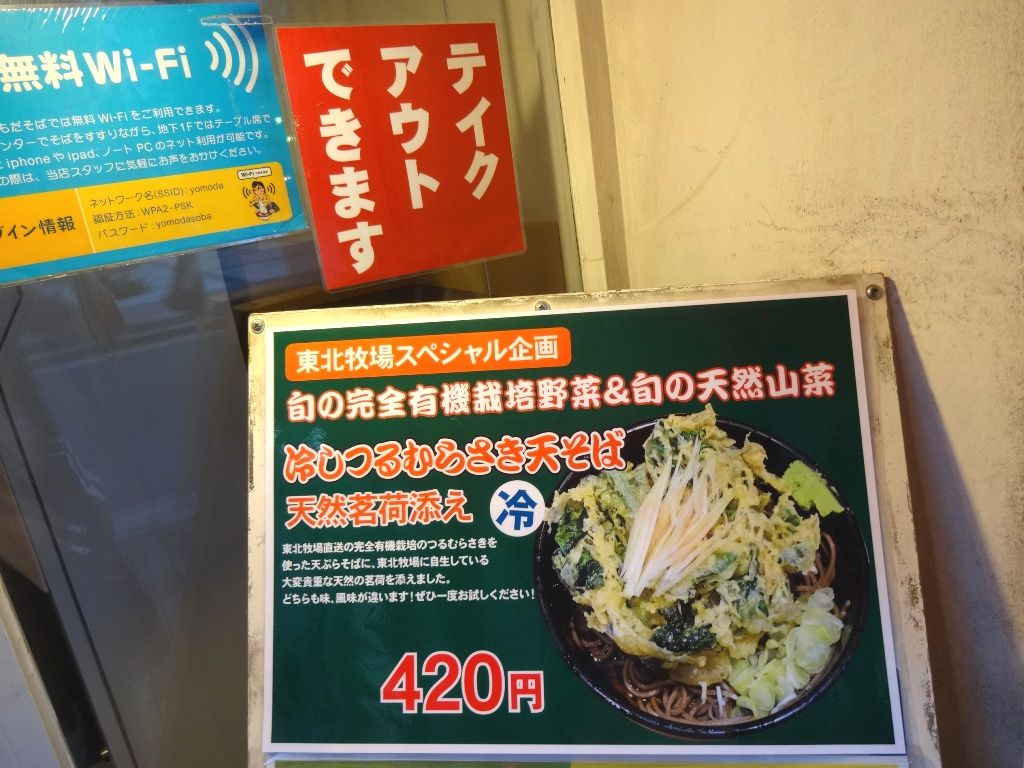 無料Wi-Fi
もだそばでは無料Wi-Fiをご利用できます。
ンターでそばをすすりながら、地下1Fではテーブル席で
iphoneやipad、ノートPCのネット利用が可能です。
の際は、当店スタッフに気軽にお声をおかけください。
イン情報
ネットワーク名(SSID):yomoda
認証方法:WPA2-PSK
パスワード:yomodasoba
テイク
アウト
できます
東北牧場スペシャル企画
旬の完全有機栽培野菜&旬の天然山菜
冷しつるむらさき天そば
天然茗荷添え
冷
東北牧場直送の完全有機栽培のつるむらさきを
使った天ぷらそばに、東北牧場に自生している
大変貴重な天然の茗荷を添えました。
どちらも味、風味が違います!ぜひ一度お試しください!
420円